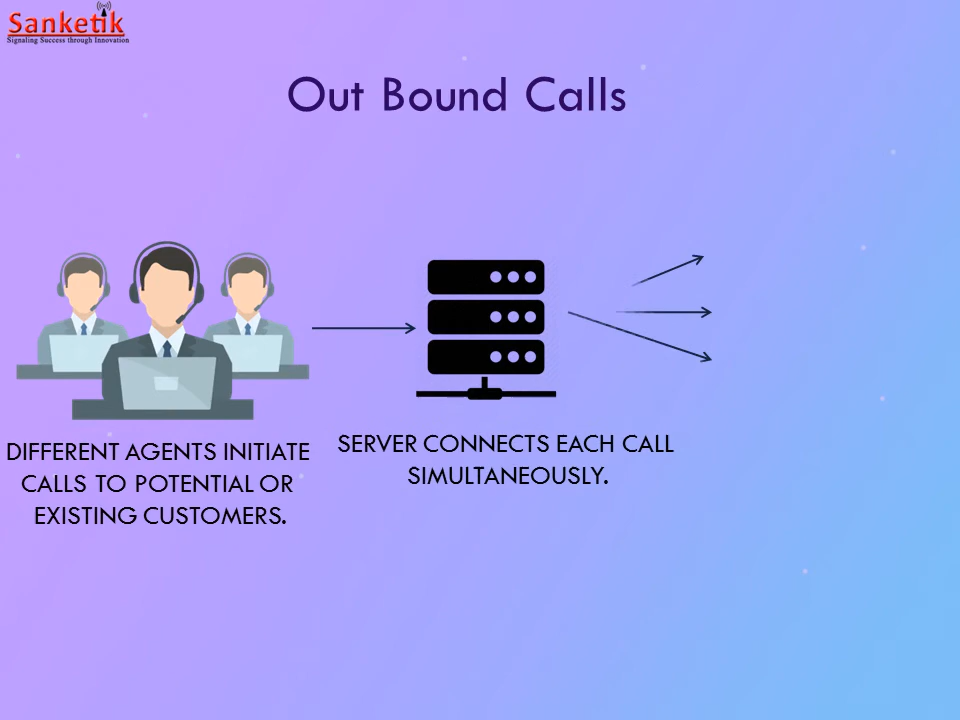 Sanketik
Signaling Success through Innovation
Out Bound Calls
DIFFERENT AGENTS INITIATE
CALLS TO POTENTIAL OR
EXISTING CUSTOMERS.
SERVER CONNECTS EACH CALL
SIMULTANEOUSLY.